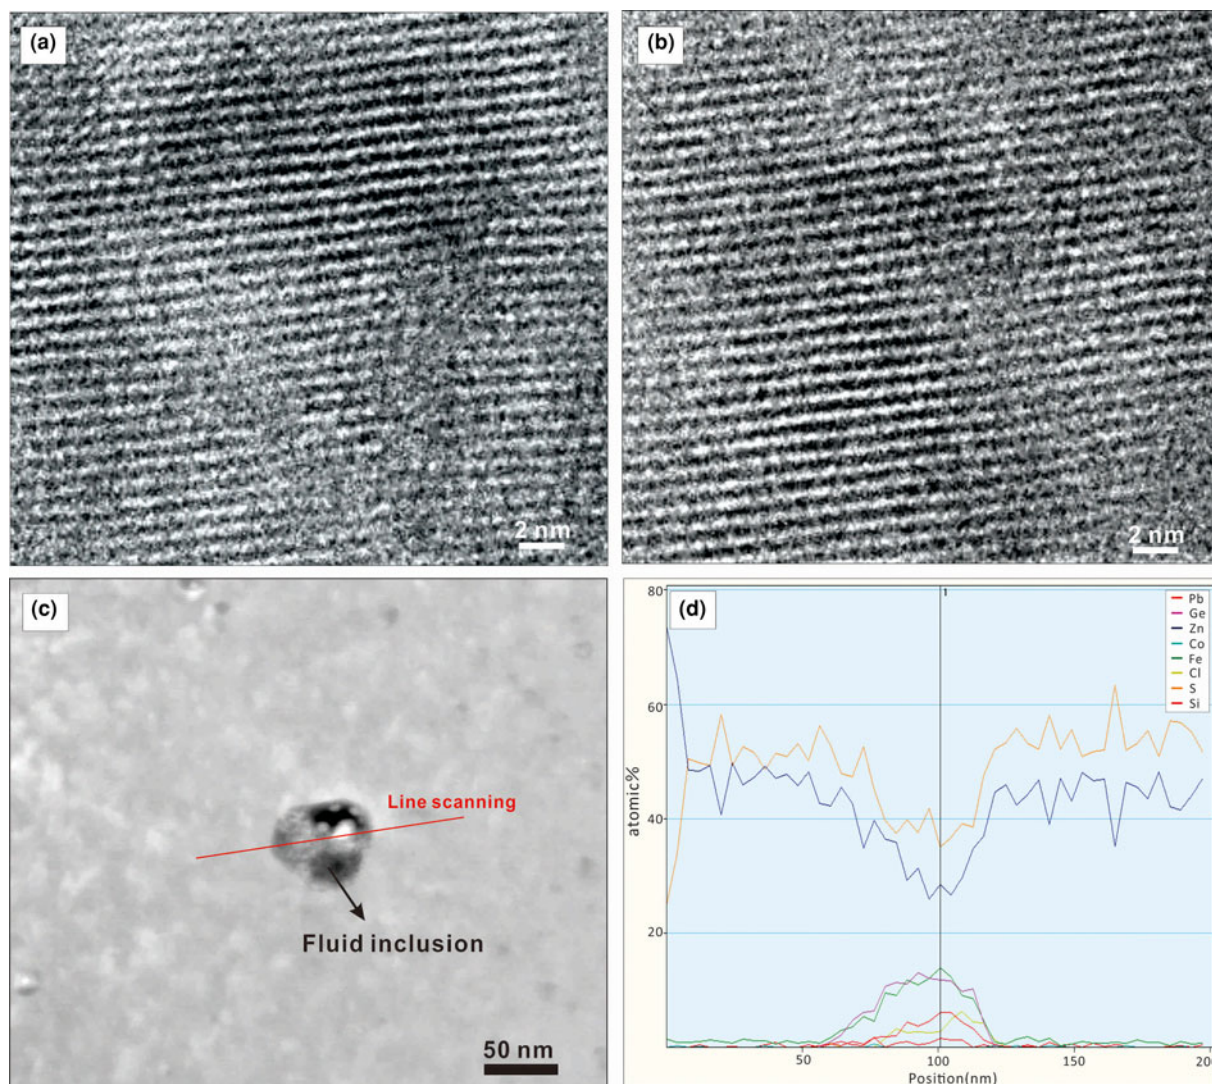 (a)
2 nm
(b)
2 nm
(c)
Line scanning
Fluid inclusion
50 nm
(d)
80
60
40
20
atomic%
1
Pb
Ge
Zn
Co
Fe
Cl
S
Si
50
100
150
200
Position(nm)